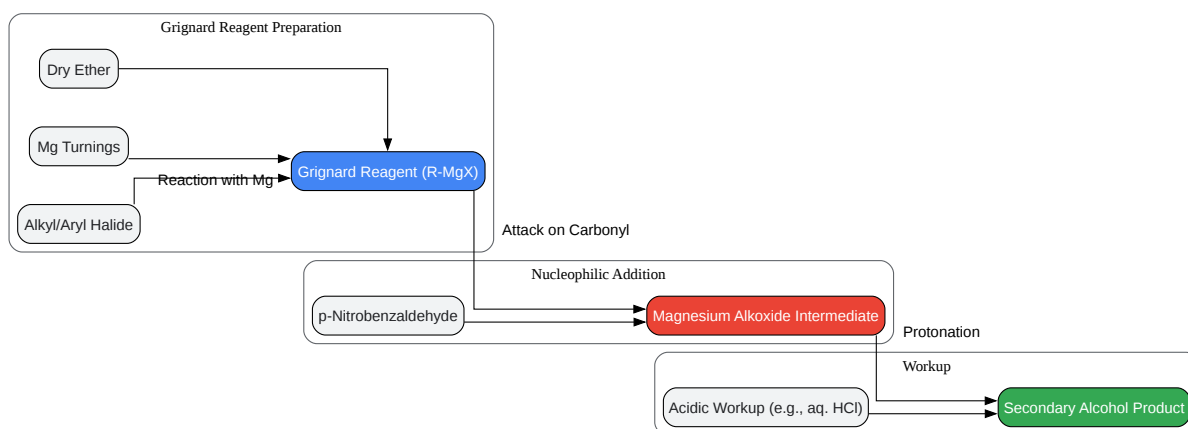 Grignard Reagent Preparation
Dry Ether
Mg Turnings
Reaction with Mg
Grignard Reagent (R-MgX)
Alkyl/Aryl Halide
Attack on Carbonyl
Nucleophilic Addition
p-Nitrobenzaldehyde
Magnesium Alkoxide Intermediate
Protonation
Workup
Acidic Workup (e.g., aq. HCl)
Secondary Alcohol Product